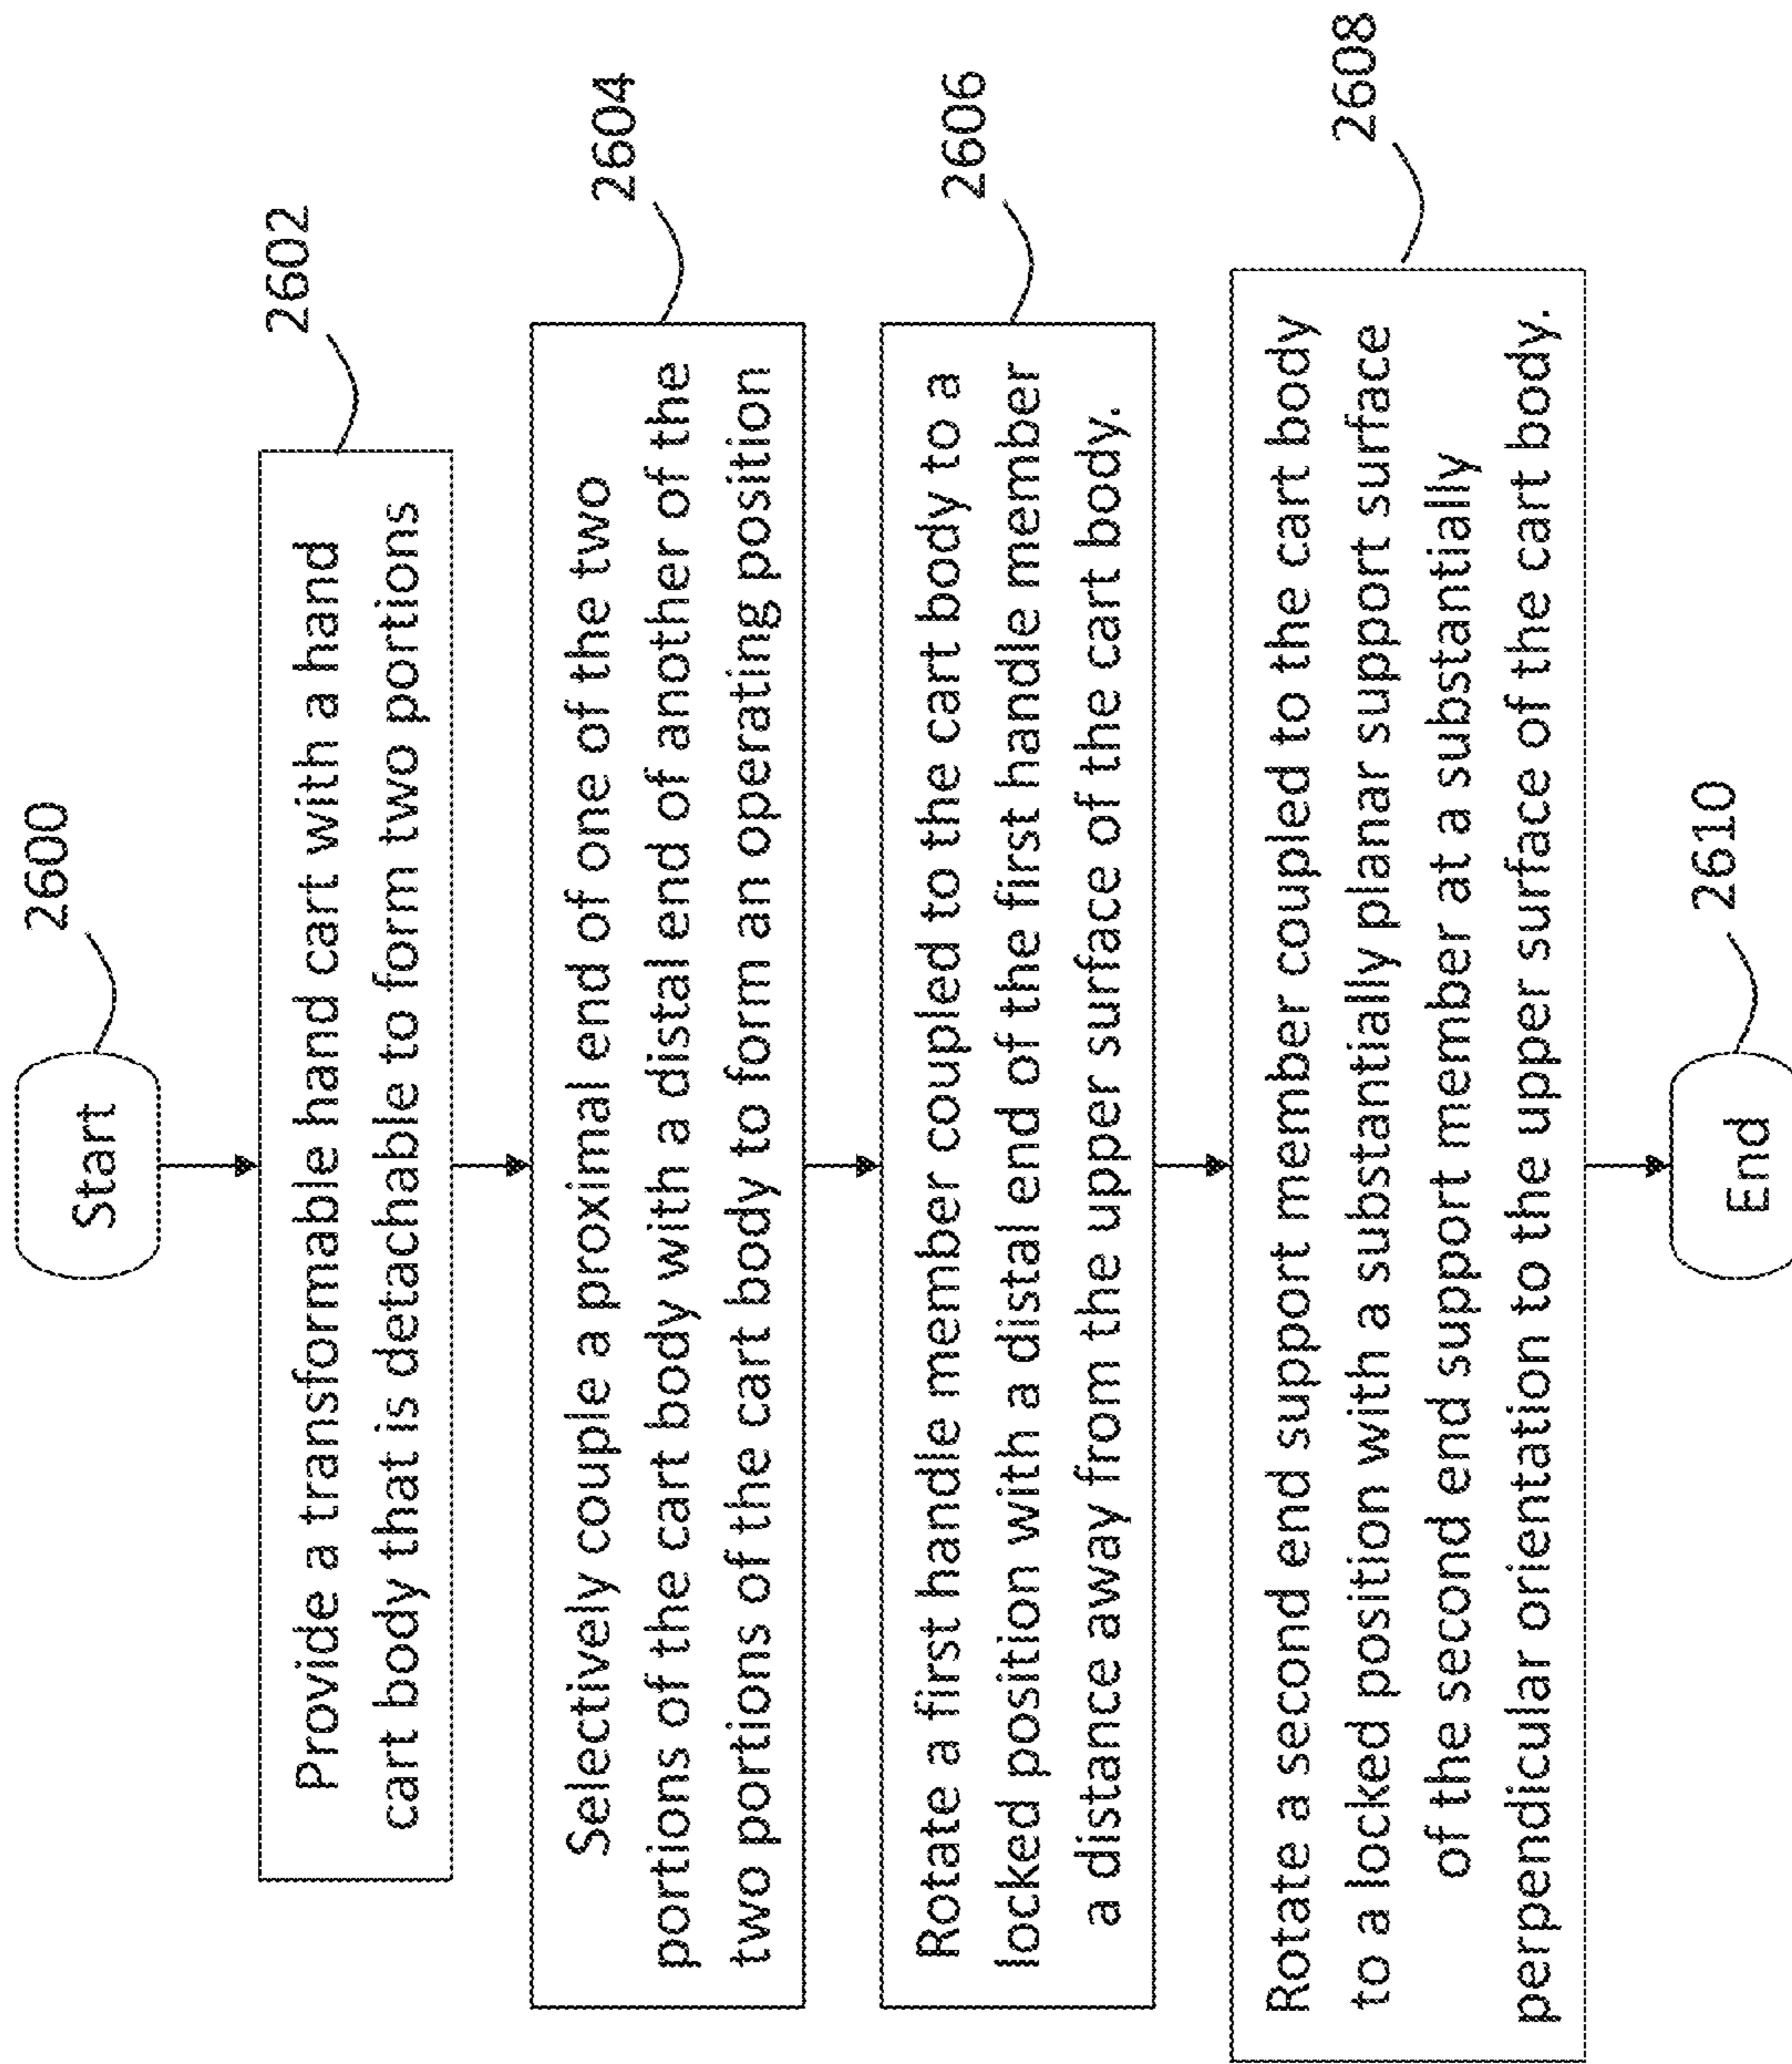 2600
Start
2602
Provide a transformable hand cart with a hand
cart body that is detachable to form two portions
2604
Selectively couple a proximal end of one of the two
portions of the cart body with a distal end of another of the
two portions of the cart body to form an operating position
2606
Rotate a first handle member coupled to the cart body to a
locked position with a distal end of the first handle member
a distance away from the upper surface of the cart body.
2608
Rotate a second end support member coupled to the cart body
to a locked position with a substantially planar support surface
of the second end support member at a substantially
perpendicular orientation to the upper surface of the cart body.
2610
End